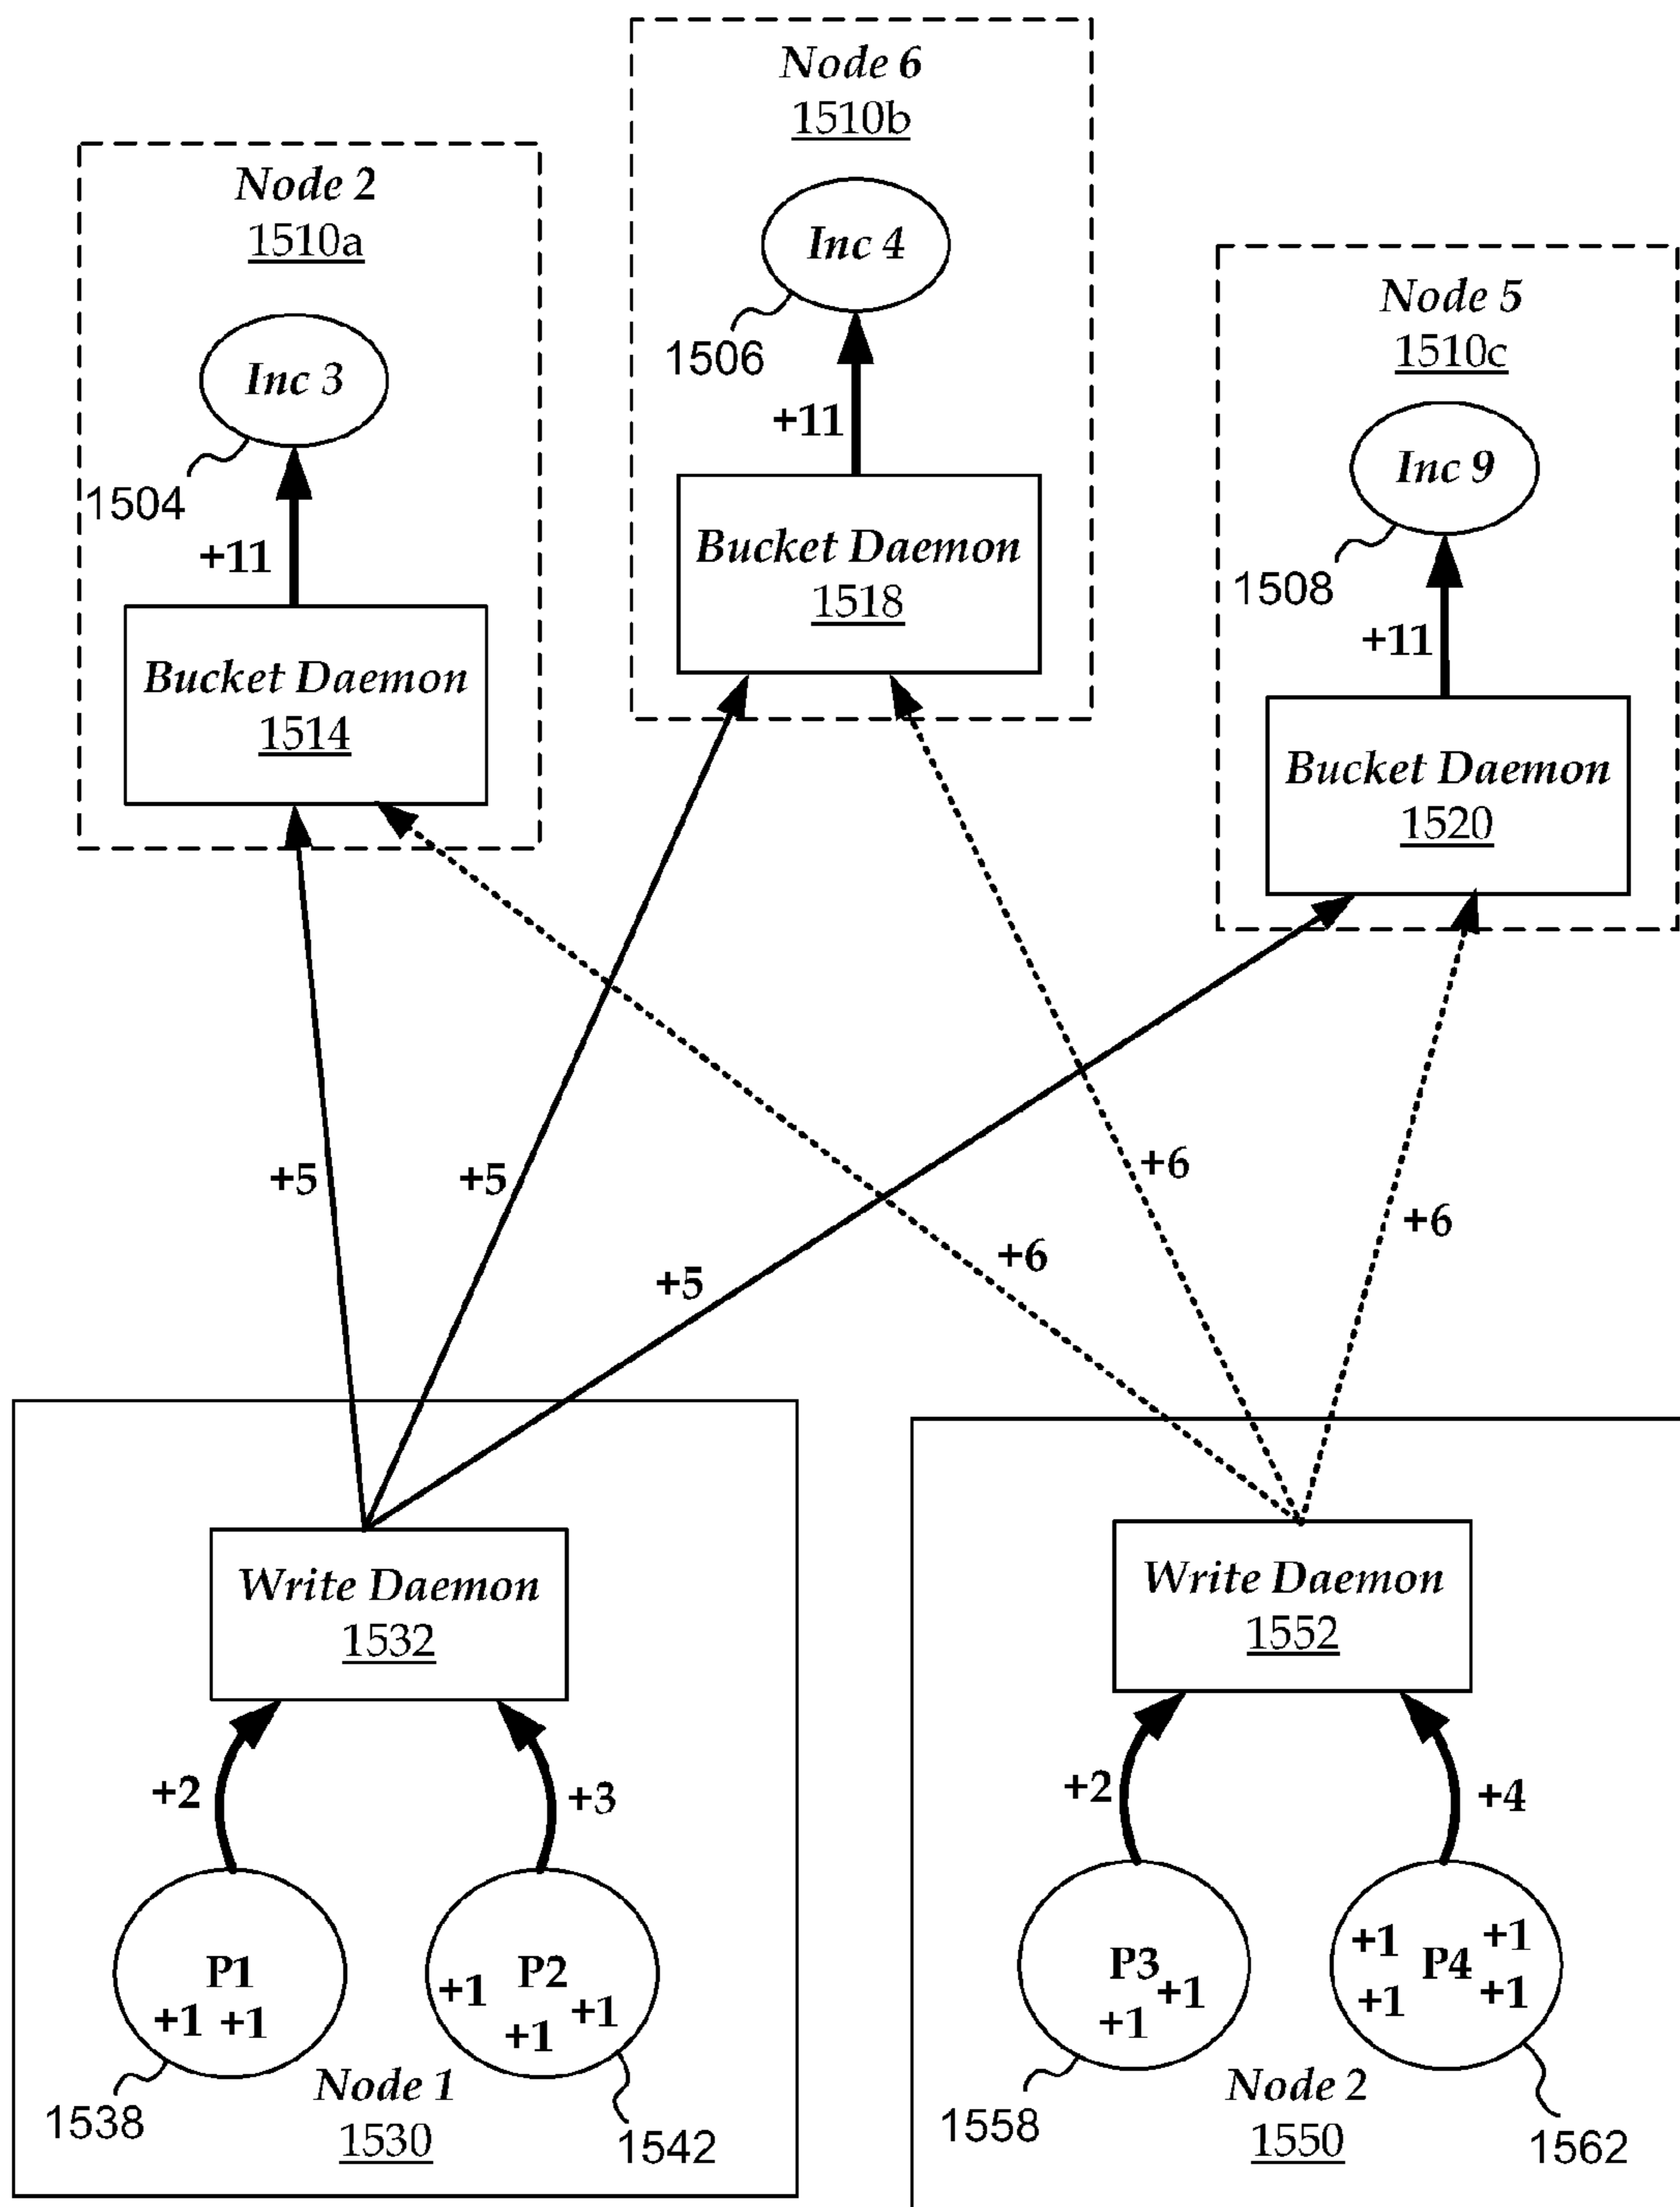 Node 6
1510b
Inc 4
1506
+11
Bucket Daemon
1518
Node 2
1510a
Inc 3
1504
+11
Bucket Daemon
1514
Node 5
1510c
Inc 9
1508
+11
Bucket Daemon
1520
+5
+5
+5
+6
+6
+6
Write Daemon
1532
+2
+3
P1
+1 +1
P2
+1
+1
+1
1538
Node 1
1530
1542
Write Daemon
1552
+2
+4
P3
+1
+1
+1
+1
P4
+1
+1
1558
Node 2
1550
1562